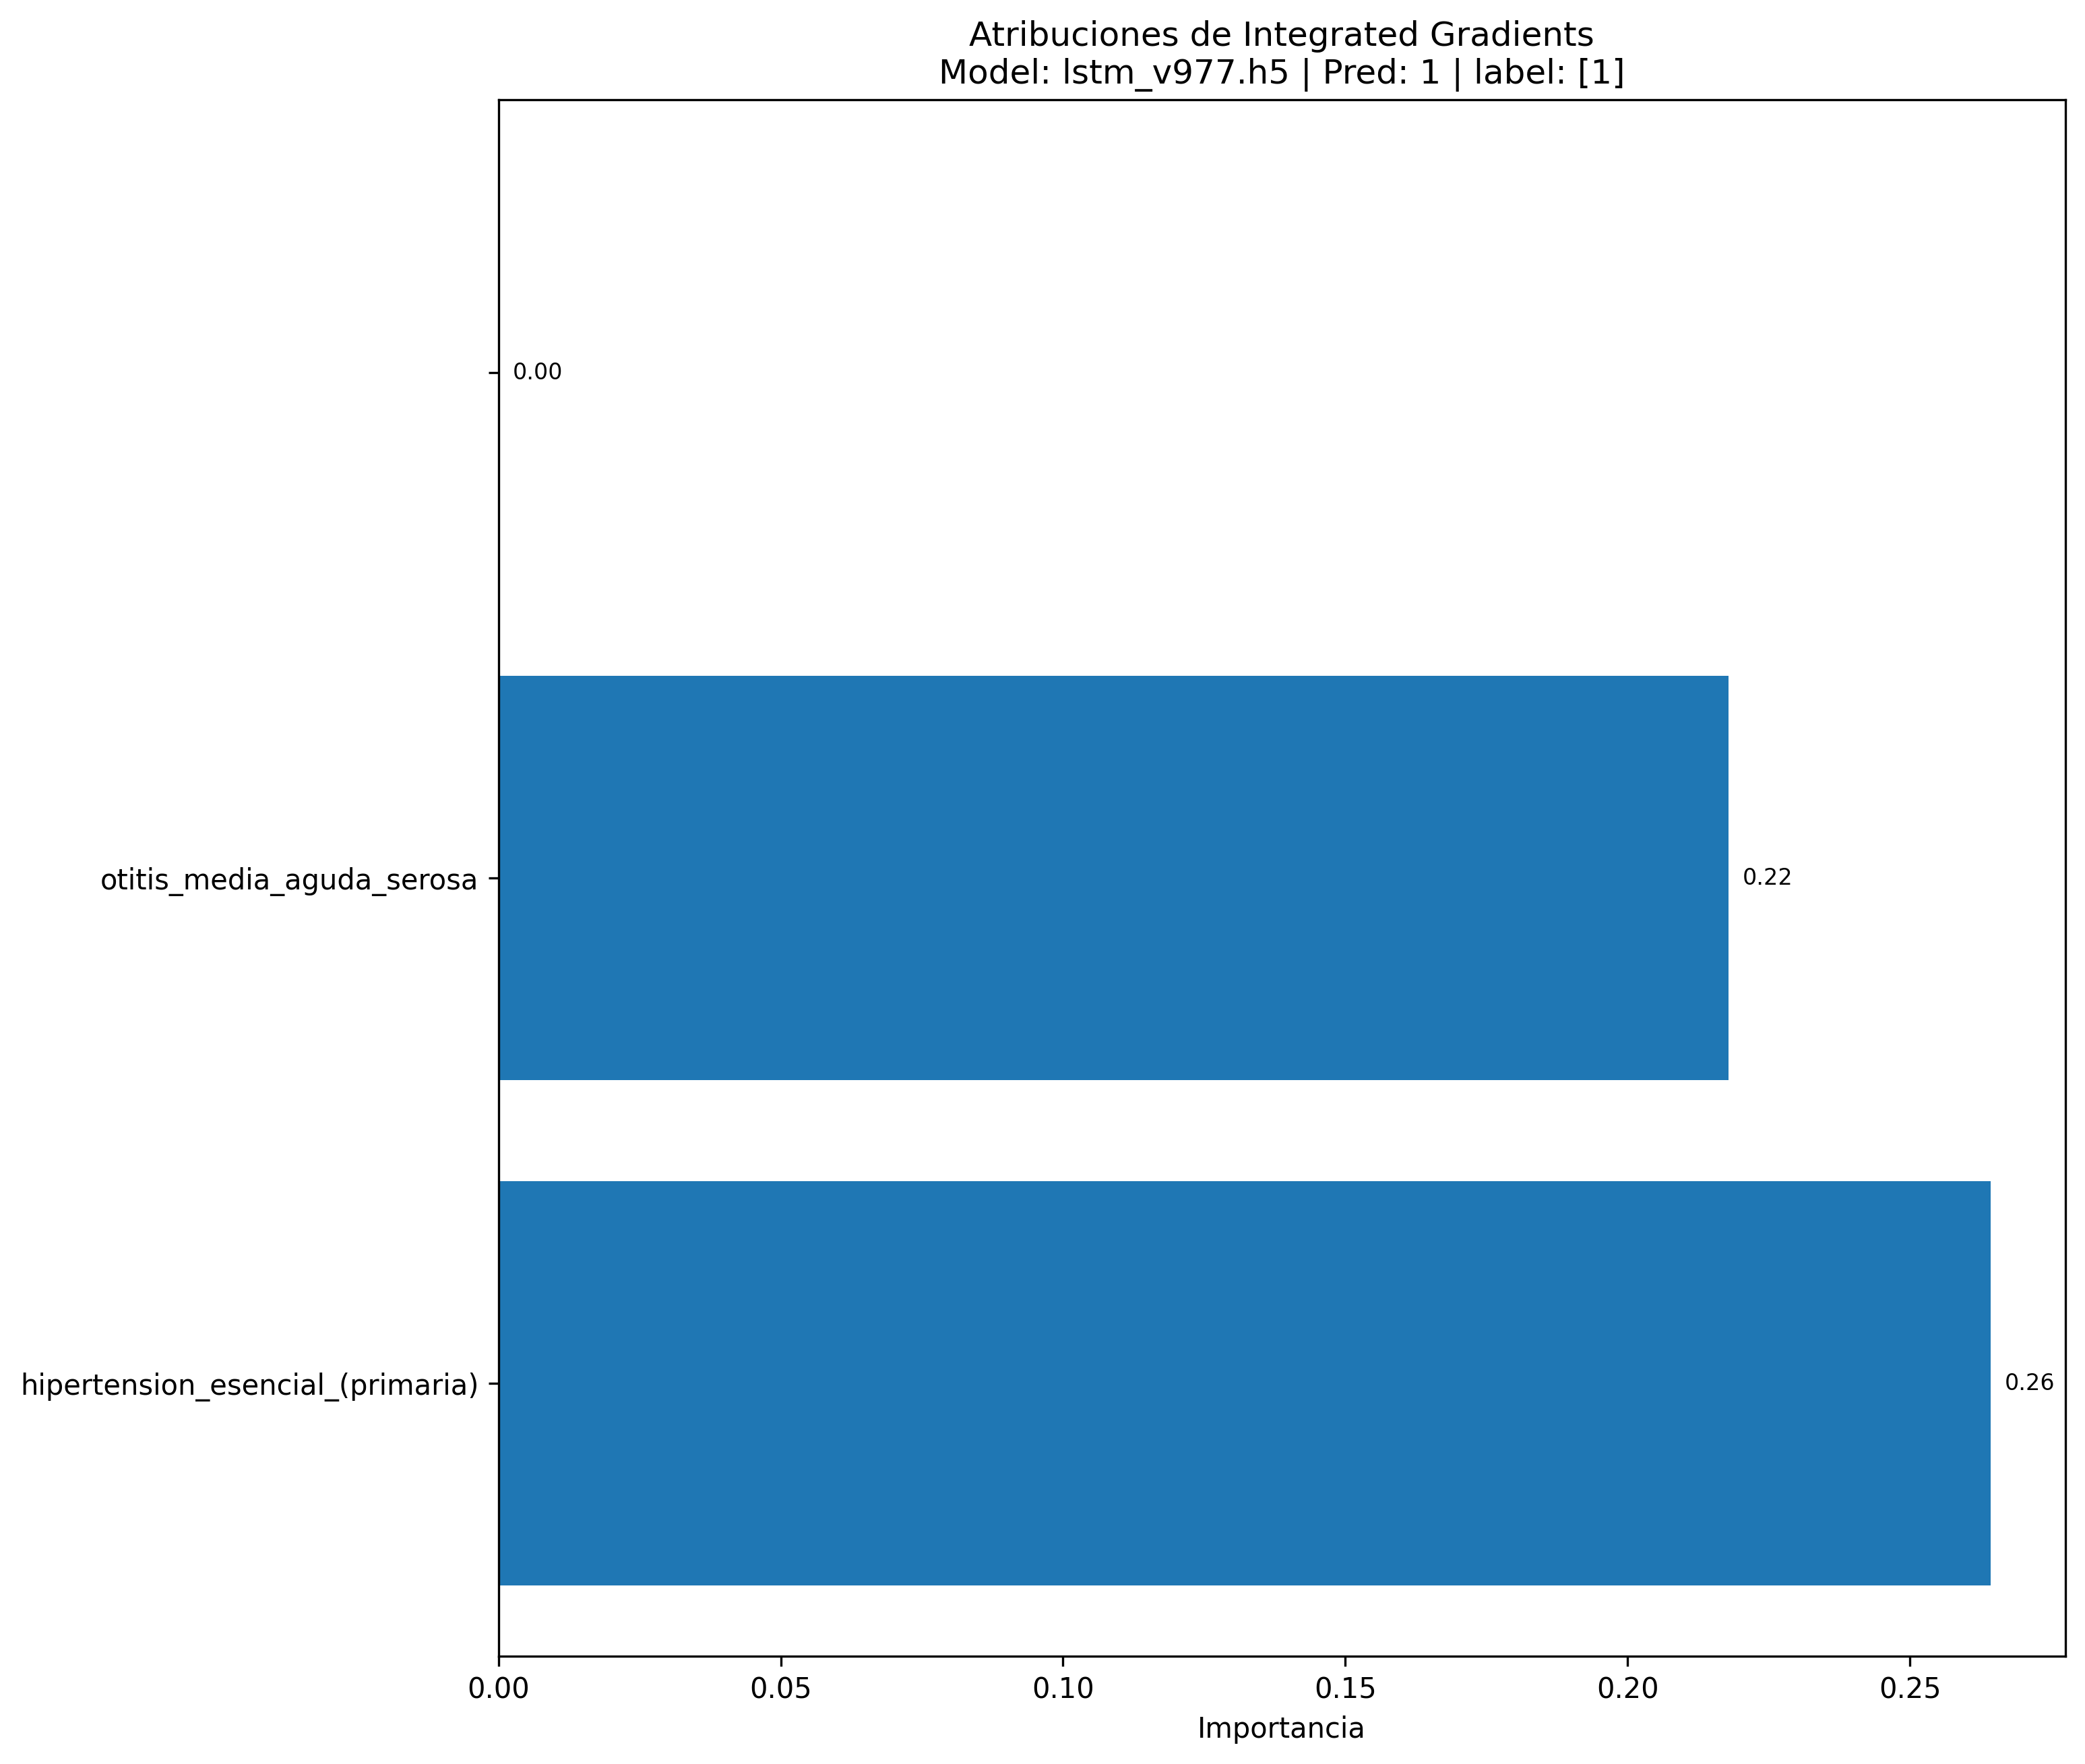 Atribuciones de Integrated Gradients
Model: lstm_v977.h5 | Pred: 1 | label: [1]
0.00
otitis_media_aguda_serosa
0.22
hipertension_esencial_(primaria)
0.26
0.00 0.05 0.10 0.15 0.20 0.25
Importancia